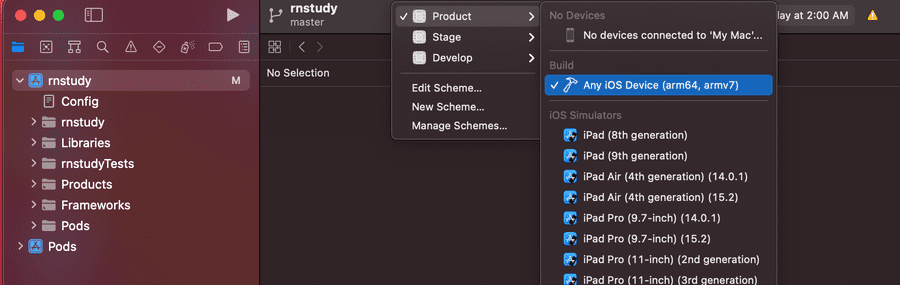 rnstudy
master
rnstudy
M
Config
rnstudy
Libraries
rnstudyTests
Products
Frameworks
Pods
Pods
No Selection
Product
Stage
Develop
Edit Scheme...
New Scheme...
Manage Schemes...
No Devices
No devices connected to 'My Mac'...
Build
Any iOS Device (arm64, armv7)
iOS Simulators
iPad (8th generation)
iPad (9th generation)
iPad Air (4th generation) (14.0.1)
iPad Air (4th generation) (15.2)
iPad Pro (9.7-inch) (14.0.1)
iPad Pro (9.7-inch) (15.2)
iPad Pro (11-inch) (2nd generation)
iPad Pro (11-inch) (3rd generation)
at 2:00 AM